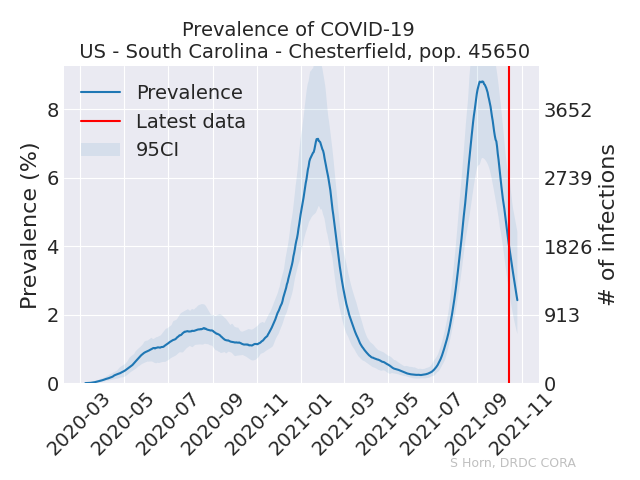 Prevalence of COVID-19
US - South Carolina - Chesterfield, pop. 45650
Prevalence
Latest data
95CI
Prevalence (%)
8
6
4
2
0
3652
2739
1826
913
0
# of infections
2020-03
2020-05
2020-07
2020-09
2020-11
2021-01
2021-03
2021-05
2021-07
2021-09
2021-11
S Horn, DRDC CORA